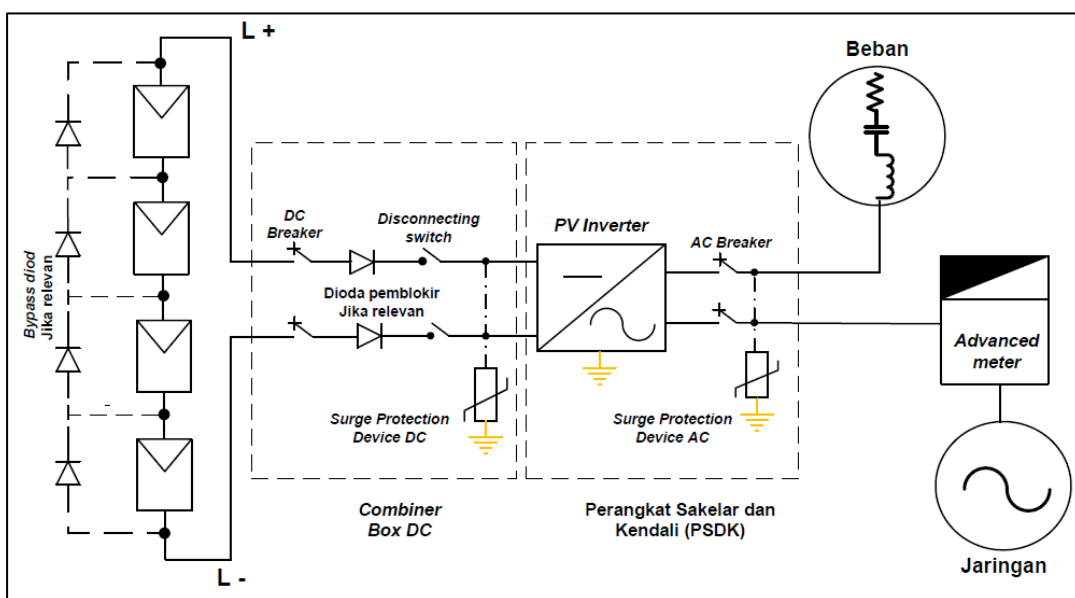 L +
Beban
DC
Breaker
Disconnecting
switch
PV Inverter
AC Breaker
Bypass diod
Jika relevan
Dioda pemblokir
Jika relevan
Advanced
meter
Surge Protection
Device DC
Surge Protection
Device AC
Combiner
Box DC
Perangkat Sakelar dan
Kendali (PSDK)
L -
Jaringan